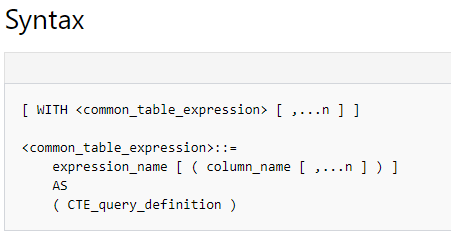 Syntax
[ WITH <common_table_expression> [ ,...n ] ]
<common_table_expression>::=
expression_name [ ( column_name [ ,...n ] ) ]
AS
( CTE_query_definition )